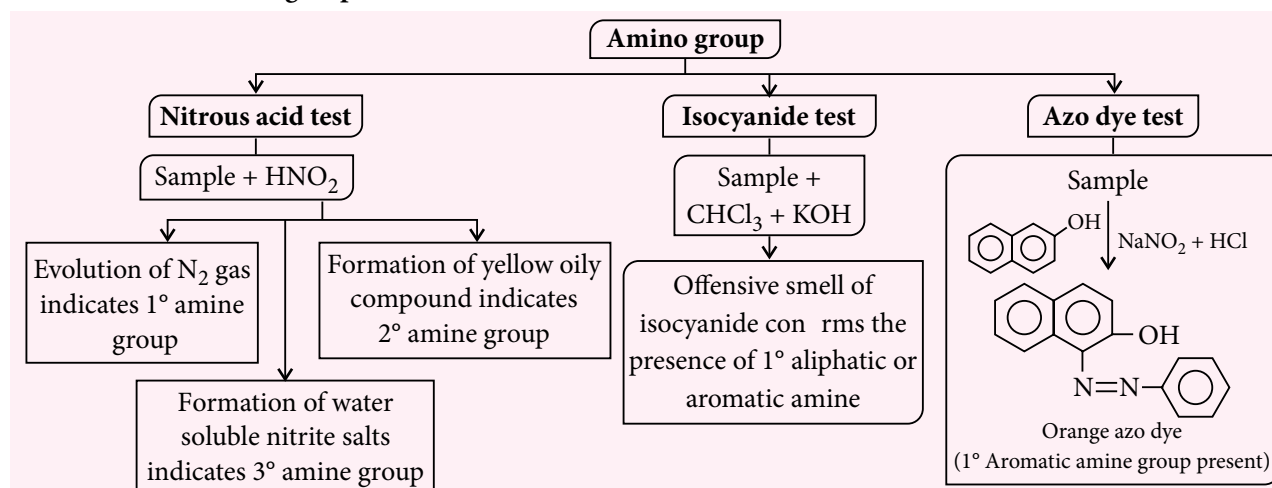 Amino group
Nitrous acid test
Sample + HNO₂
Evolution of N₂ gas
indicates 1° amine
group
Formation of water
soluble nitrite salts
indicates 3° amine group
Formation of yellow oily
compound indicates
2° amine group
Isocyanide test
Sample +
CHCl₃ + KOH
Offensive smell of
isocyanide con rms the
presence of 1° aliphatic or
aromatic amine
Azo dye test
Sample
OH
NaNO₂ + HCl
OH
N=N
Orange azo dye
(1° Aromatic amine group present)